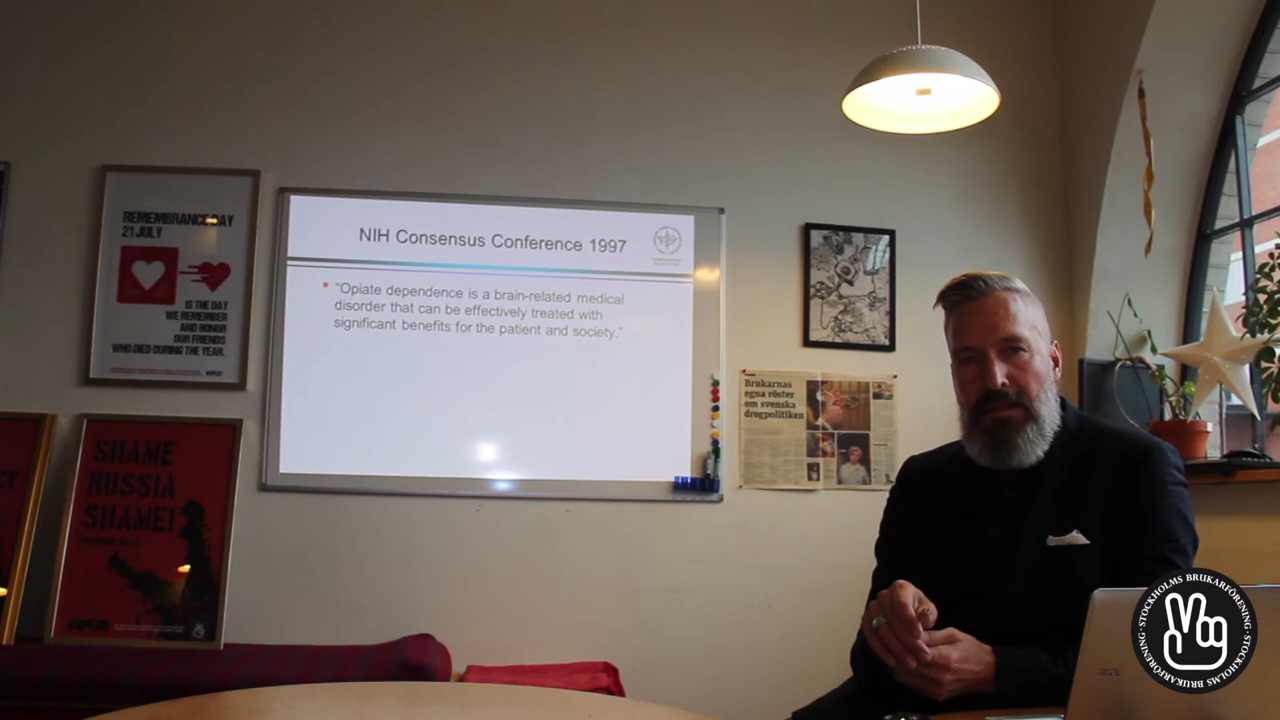 REMEMBRANCE DAY
21 JULY
IS THE DAY
WE REMEMBER
AND HONOR
OUR FRIENDS
WHO DIED DURING THE YEAR.
SHAME
RUSSIA
SHAME!
NIH Consensus Conference 1997
• "Opiate dependence is a brain-related medical
disorder that can be effectively treated with
significant benefits for the patient and society."
Brukarnas
egna röster
om svenska
drogpolitiken
STOCKHOLMS BRUKARFÖRENING · STOCKHOLMS BRUKARFÖRENING ·